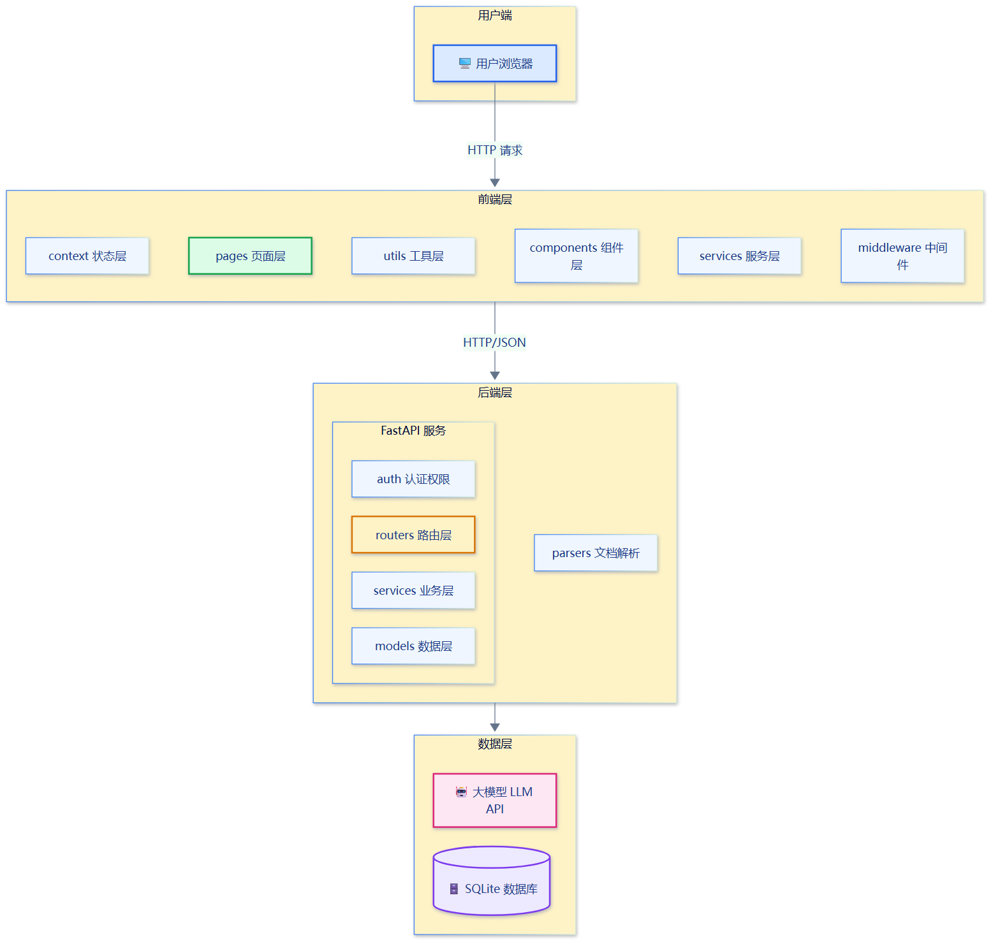 用户端
用户浏览器
HTTP 请求
前端层
context 状态层
pages 页面层
utils 工具层
components 组件
层
services 服务层
middleware 中间
件
HTTP/JSON
后端层
FastAPI 服务
auth 认证权限
routers 路由层
services 业务层
models 数据层
parsers 文档解析
数据层
大模型 LLM
API
SQLite 数据库